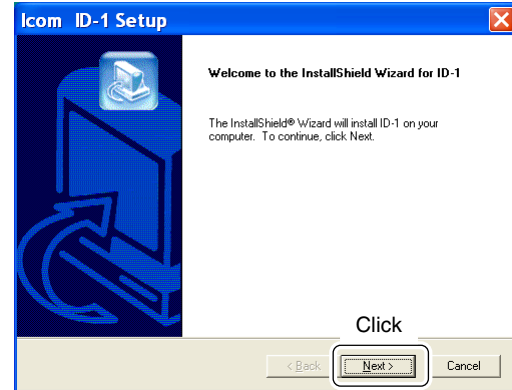 Icom ID-1 Setup
Welcome to the InstallShield Wizard for ID-1
The InstallShield® Wizard will install ID-1 on your
computer. To continue, click Next.
Click
< Back Next > Cancel